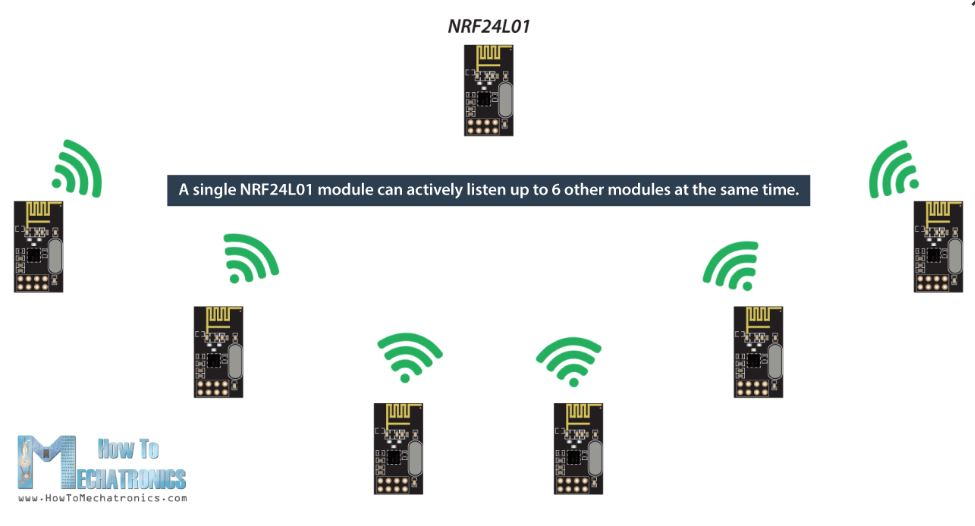 NRF24L01
A single NRF24L01 module can actively listen up to 6 other modules at the same time.
How To
MECHATRONICS
www.HowToMechatronics.com